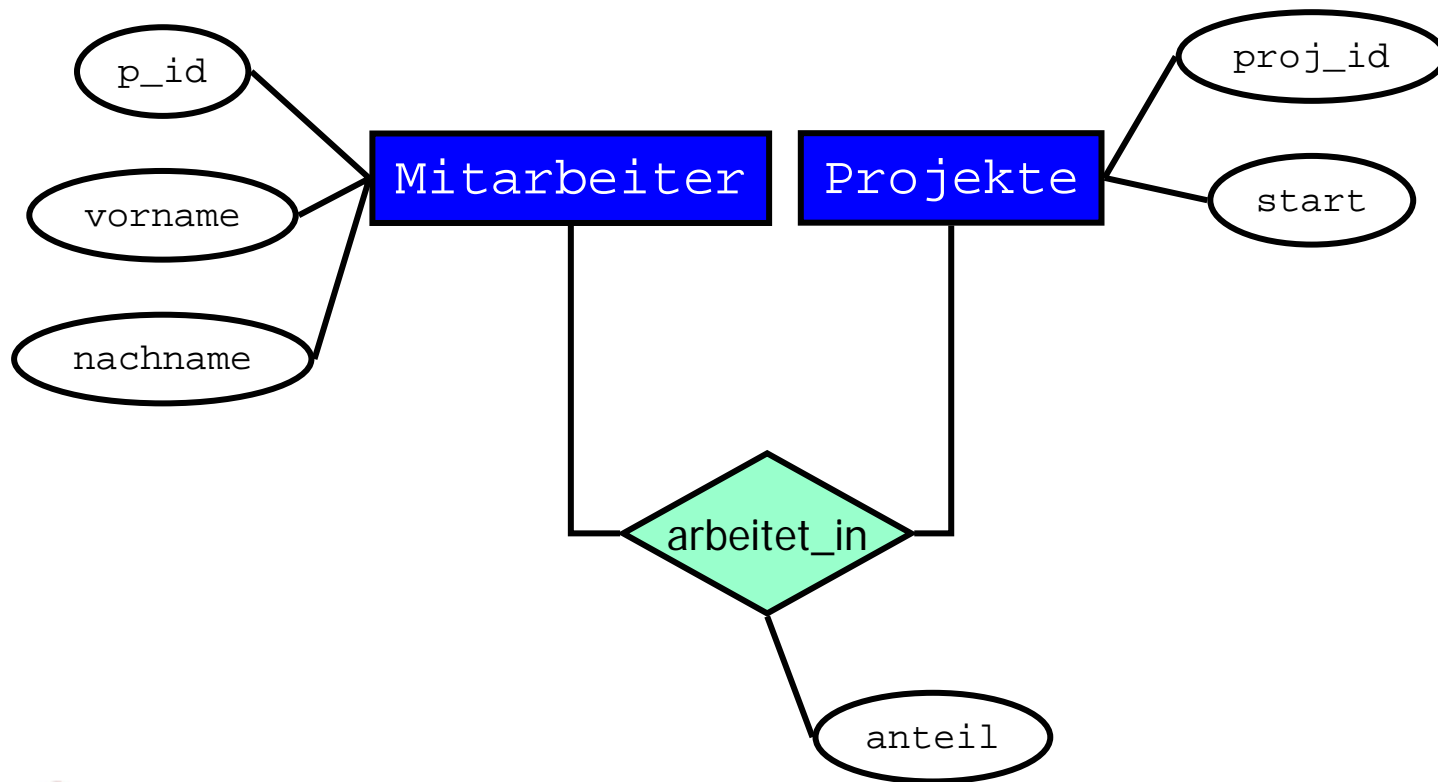 p_id
proj_id
Mitarbeiter
Projekte
vorname
start
nachname
arbeitet_in
anteil